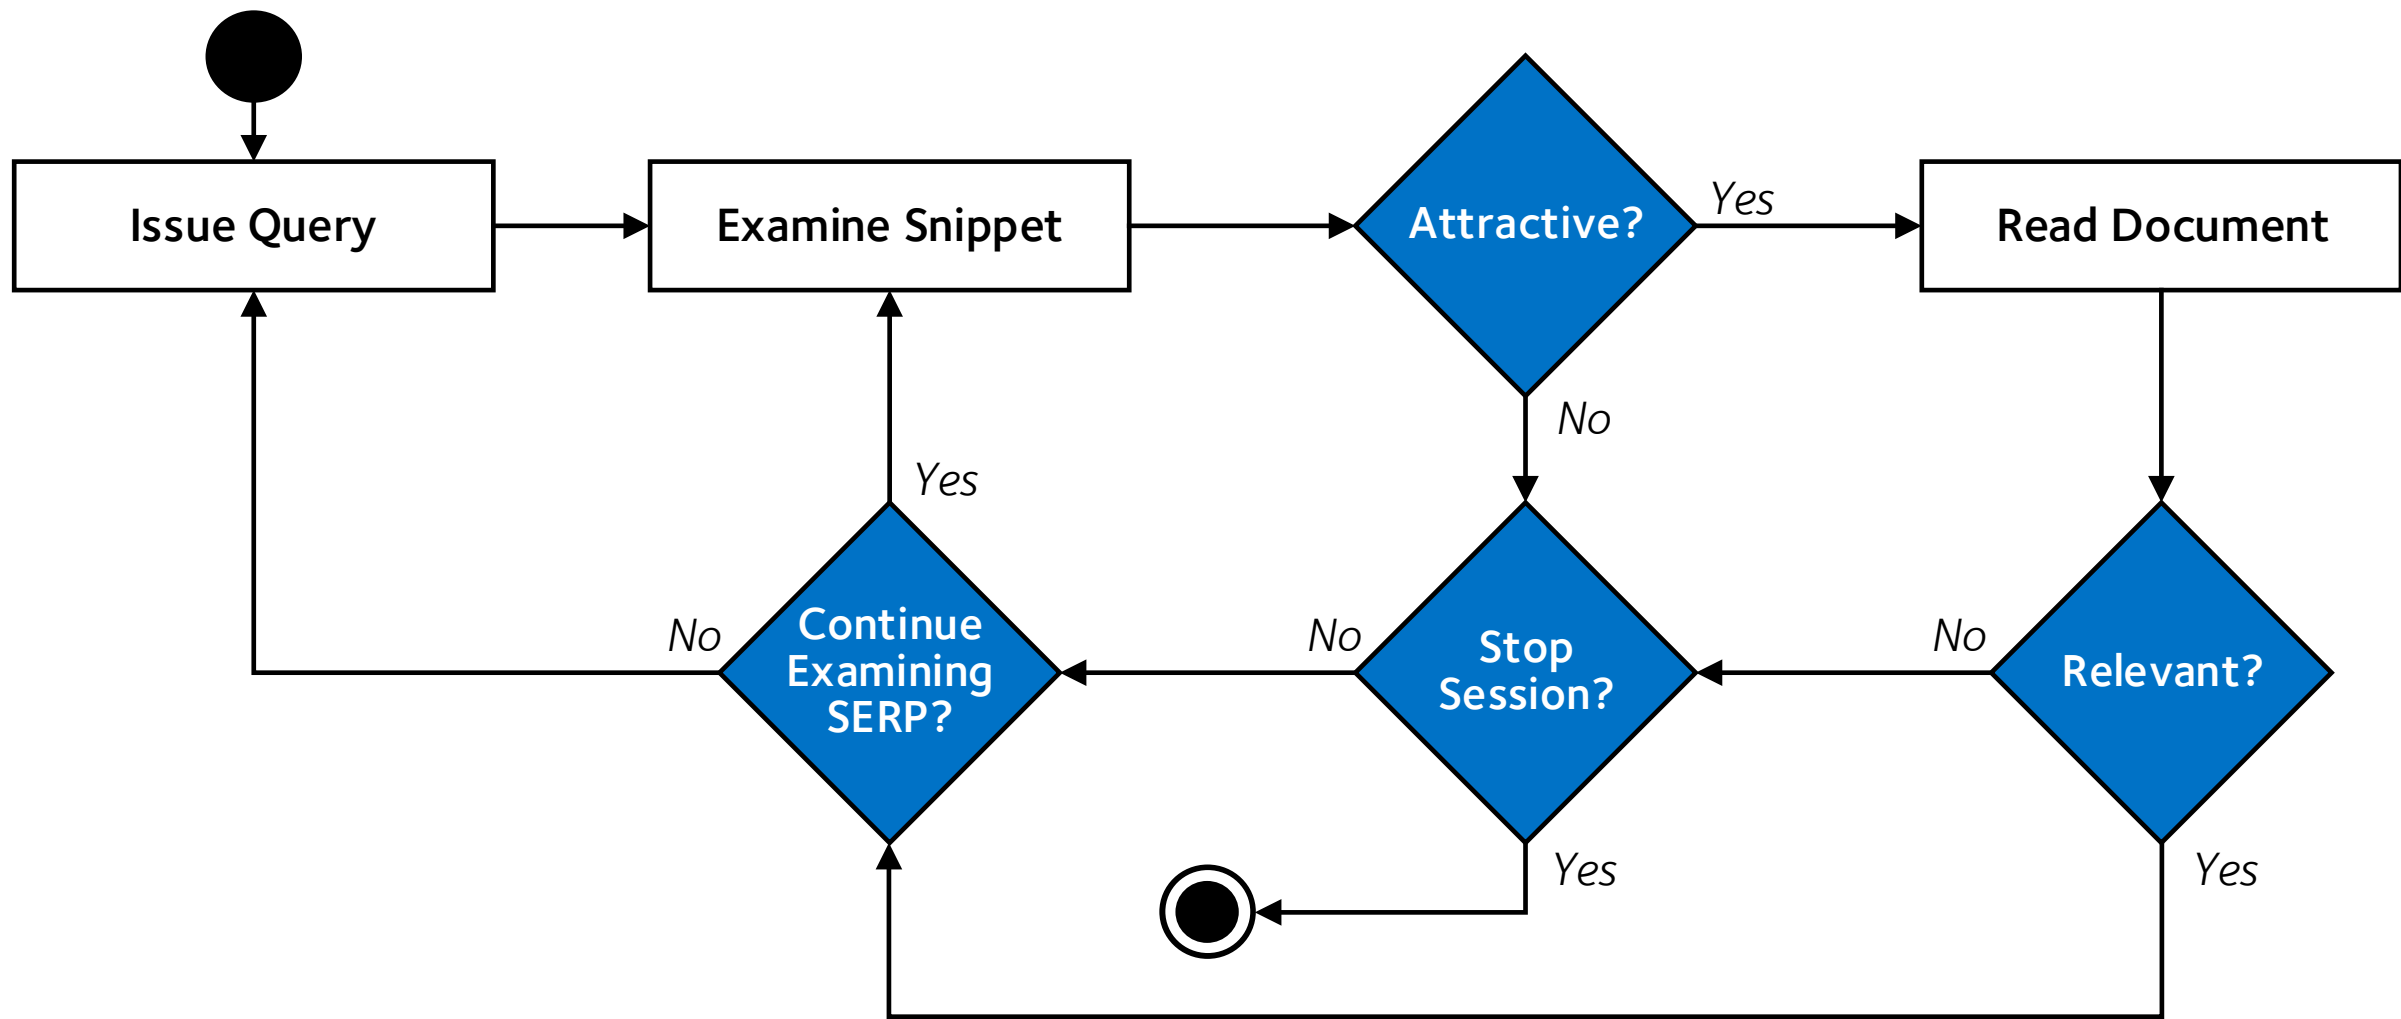 Issue Query
Examine Snippet
Attractive?
Yes
Read Document
No
Yes
No
Continue
Examining
SERP?
No
Stop
Session?
No
Relevant?
Yes
Yes